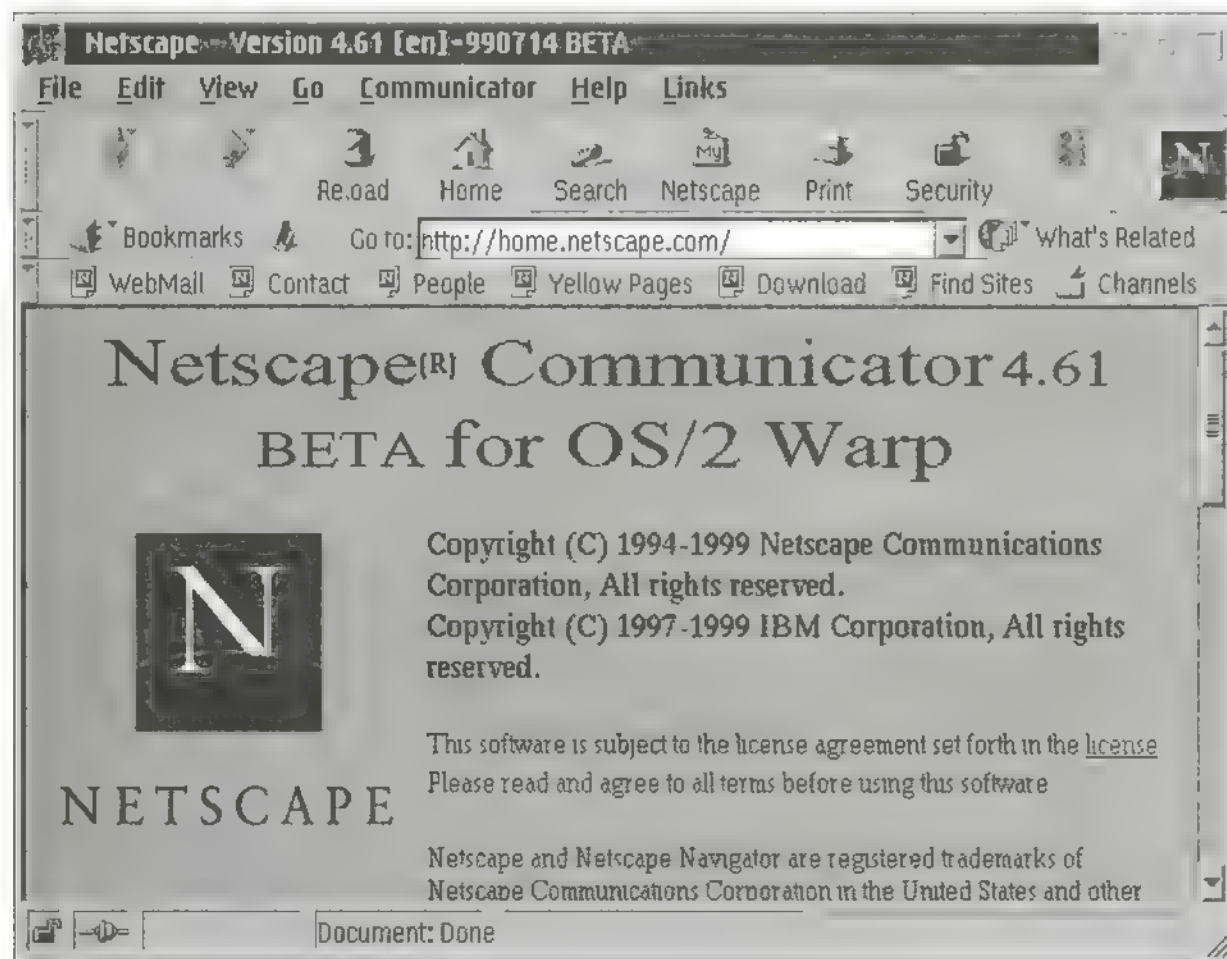 Netscape - Version 4.61 [en]-990714 BETA
File Edit View Go Communicator Help Links
Reload Home Search Netscape Print Security
My
N
Bookmarks Go to: http://home.netscape.com/ What's Related
WebMail Contact People Yellow Pages Download Find Sites Channels
Netscape(R) Communicator 4.61
BETA for OS/2 Warp
N
NETSCAPE
Copyright (C) 1994-1999 Netscape Communications
Corporation, All rights reserved.
Copyright (C) 1997-1999 IBM Corporation, All rights
reserved.
This software is subject to the license agreement set forth in the license
Please read and agree to all terms before using this software
Netscape and Netscape Navigator are registered trademarks of
Netscape Communications Corporation in the United States and other
Document: Done